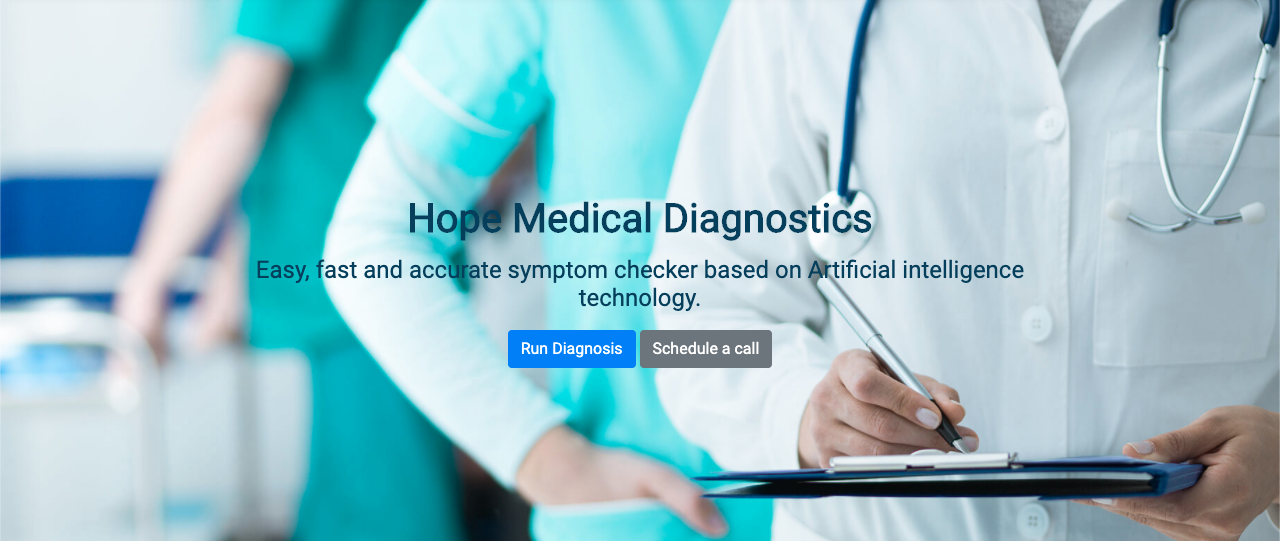 Hope Medical Diagnostics
Easy, fast and accurate symptom checker based on Artificial intelligence
technology.
Run Diagnosis
Schedule a call